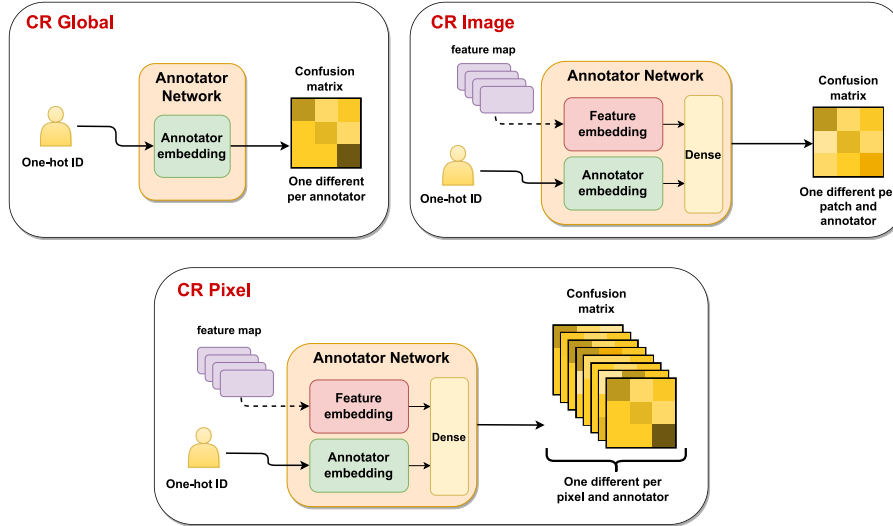 CR Global
Annotator
Network
Confusion
matrix
Annotator
embedding
One-hot ID
One different
per annotator
CR Image
feature map
Annotator Network
Confusion
matrix
Feature
embedding
Dense
Annotator
embedding
One-hot ID
One different per
patch and
annotator
CR Pixel
feature map
Annotator Network
Confusion
matrix
Feature
embedding
Dense
Annotator
embedding
One-hot ID
One different per
pixel and annotator